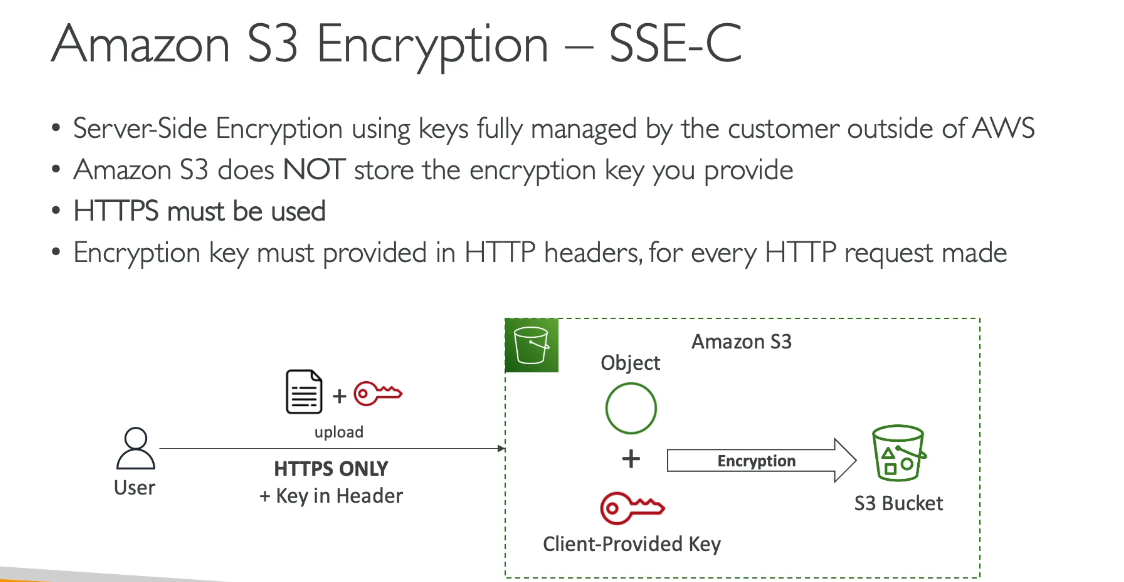 Amazon S3 Encryption – SSE-C
• Server-Side Encryption using keys fully managed by the customer outside of AWS
• Amazon S3 does NOT store the encryption key you provide
• HTTPS must be used
• Encryption key must provided in HTTP headers, for every HTTP request made
Amazon S3
Object
+
upload
User
HTTPS ONLY
+ Key in Header
+
Encryption
S3 Bucket
Client-Provided Key